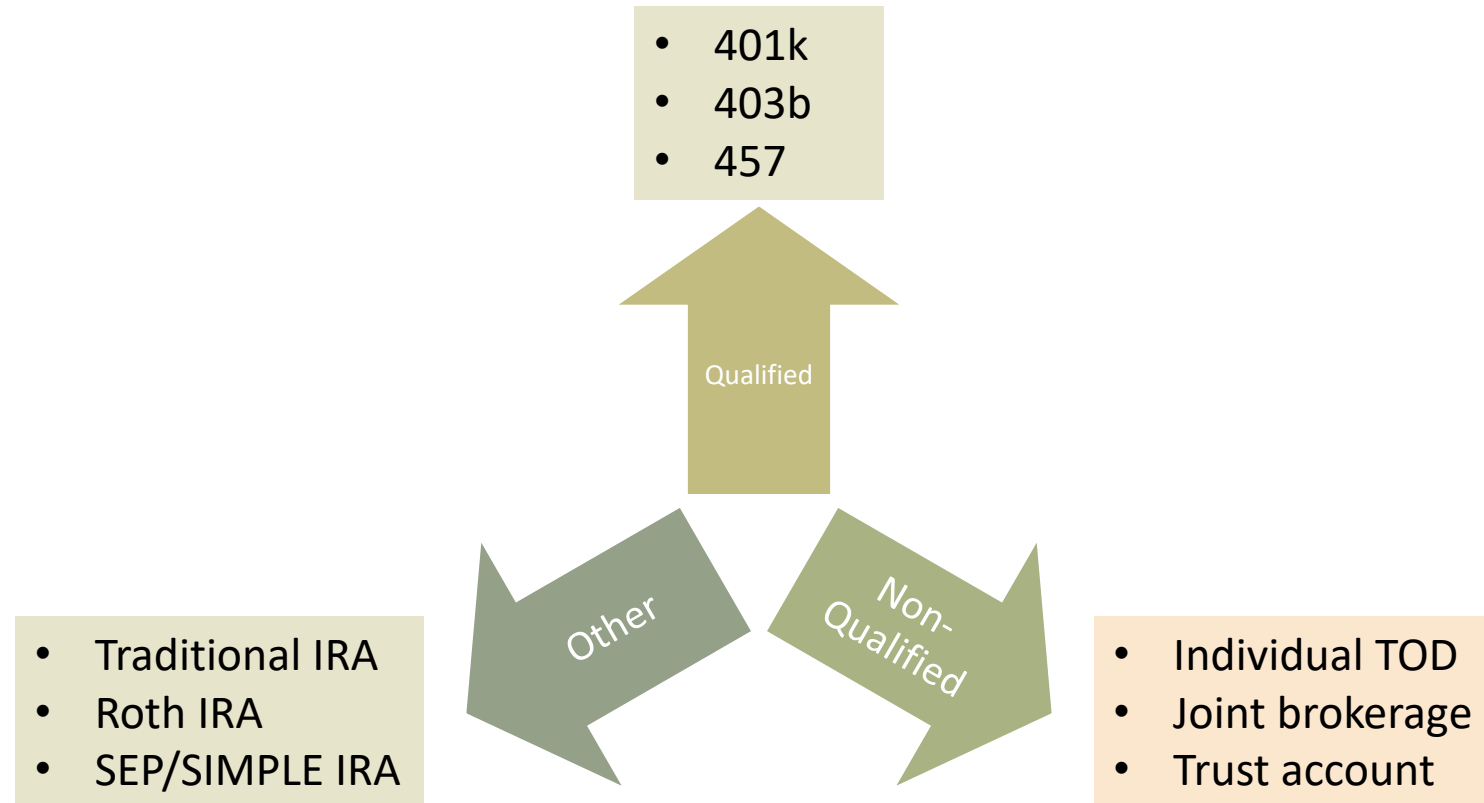 • 401k
• 403b
• 457
Qualified
Other
Non-
Qualified
• Traditional IRA
• Roth IRA
• SEP/SIMPLE IRA
• Individual TOD
• Joint brokerage
• Trust account